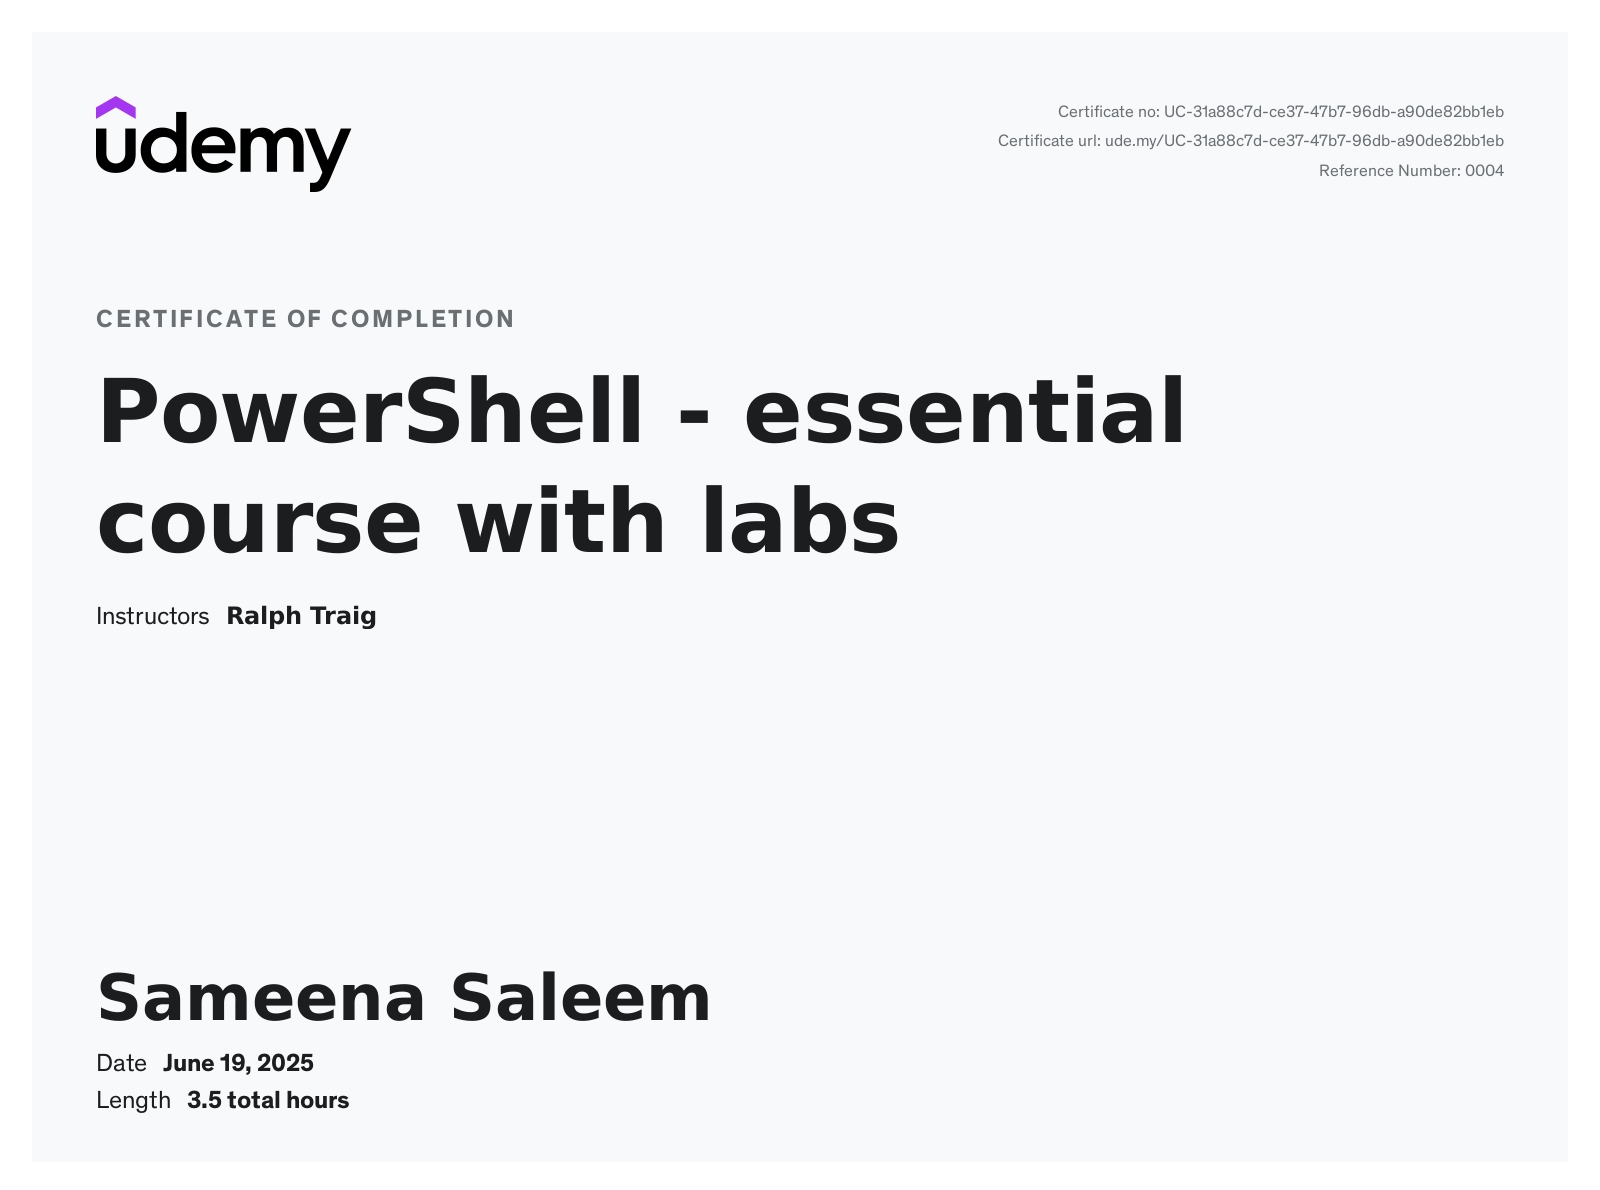 udemy
Certificate no: UC-31a88c7d-ce37-47b7-96db-a90de82bb1eb
Certificate url: ude.my/UC-31a88c7d-ce37-47b7-96db-a90de82bb1eb
Reference Number: 0004
CERTIFICATE OF COMPLETION
PowerShell - essential
course with labs
Instructors Ralph Traig
Sameena Saleem
Date June 19, 2025
Length 3.5 total hours